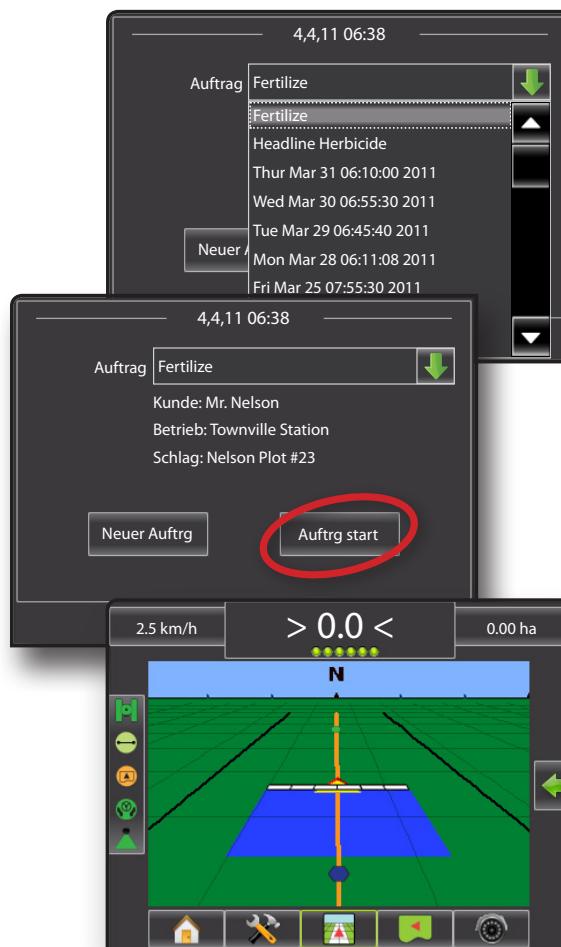 4,4,11 06:38
Auftrag Fertilize
Fertilize
Headline Herbicide
Thur Mar 31 06:10:00 2011
Wed Mar 30 06:55:30 2011
Tue Mar 29 06:45:40 2011
Neuer A
Mon Mar 28 06:11:08 2011
Fri Mar 25 07:55:30 2011
4,4,11 06:38
Auftrag Fertilize
Kunde: Mr. Nelson
Betrieb: Townville Station
Schlag: Nelson Plot #23
Neuer Auftrg Auftrg start
2.5 km/h > 0.0 < 0.00 ha
N